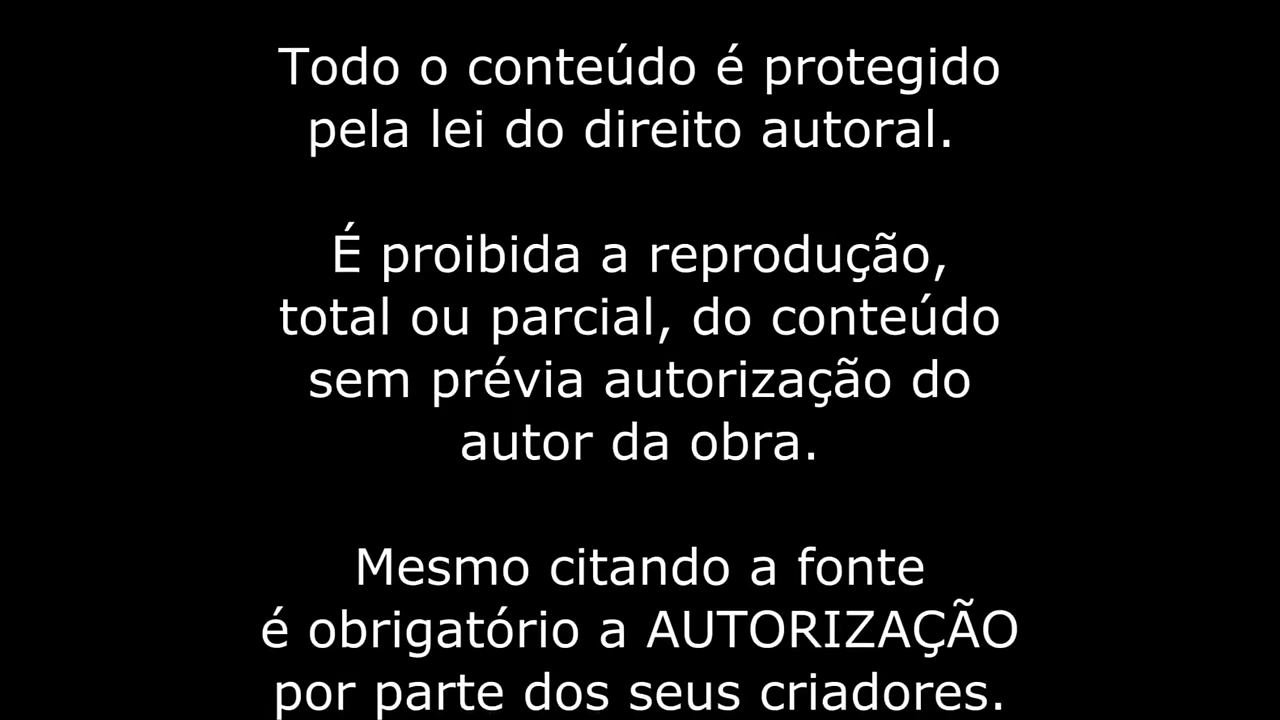 Todo o conteúdo é protegido
pela lei do direito autoral.
É proibida a reprodução,
total ou parcial, do conteúdo
sem prévia autorização do
autor da obra.
Mesmo citando a fonte
é obrigatório a AUTORIZAÇÃO
por parte dos seus criadores.